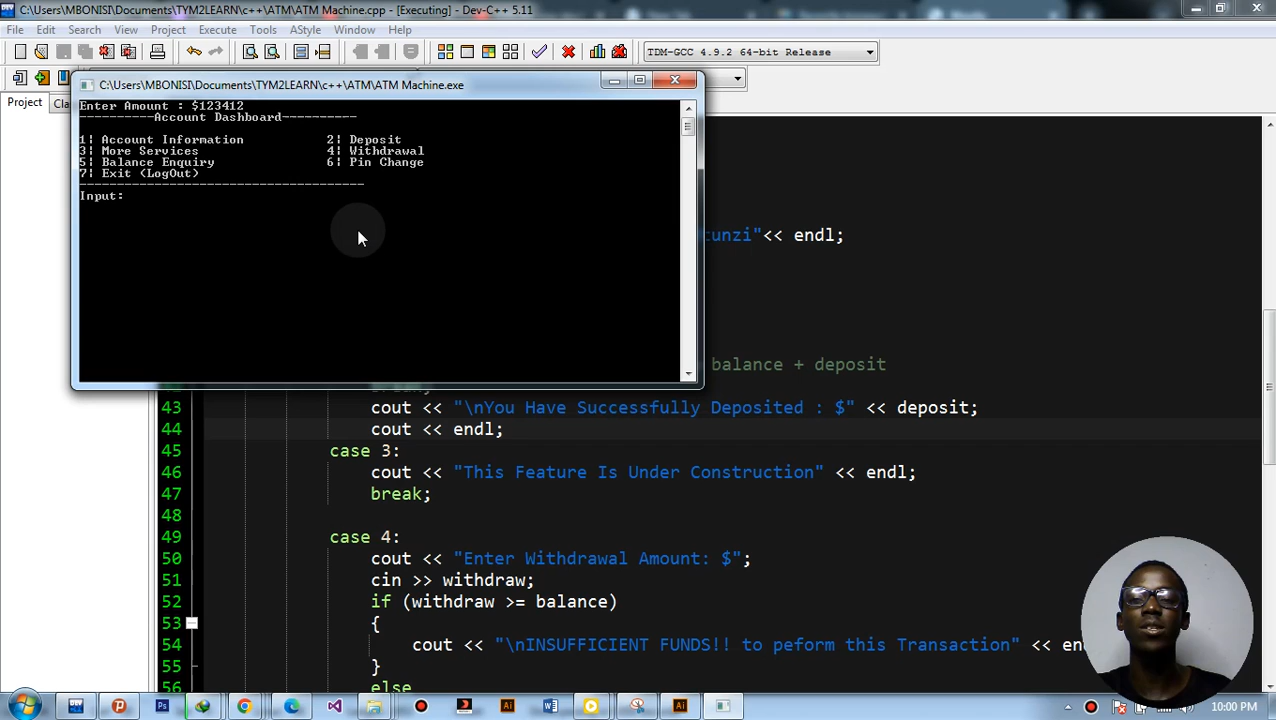 C:\Users\MBONISI\Documents\TYM2LEARN\c++\ATM\ATM Machine.cpp - [Executing] - Dev-C++ 5.11
File Edit Search View Project Execute Tools AStyle Window Help
TDM-GCC 4.9.2 64-bit Release
Project Cla
C:\Users\MBONISI\Documents\TYM2LEARN\c++\ATM\ATM Machine.exe
Enter Amount : $123412
----------Account Dashboard----------
1| Account Information 2| Deposit
3| More Services 4| Withdrawal
5| Balance Enquiry 6| Pin Change
7| Exit (LogOut)
--------------------------------------
Input:
unzi"<< endl;
balance + deposit
43 cout << "\nYou Have Successfully Deposited : $" << deposit;
44 cout << endl;
45 case 3:
46 cout << "This Feature Is Under Construction" << endl;
47 break;
48
49 case 4:
50 cout << "Enter Withdrawal Amount: $";
51 cin >> withdraw;
52 if (withdraw >= balance)
53 {
54 cout << "\nINSUFFICIENT FUNDS!! to peform this Transaction" << en
55 }
56 else
DEV Ps Ai W Ai 10:00 PM